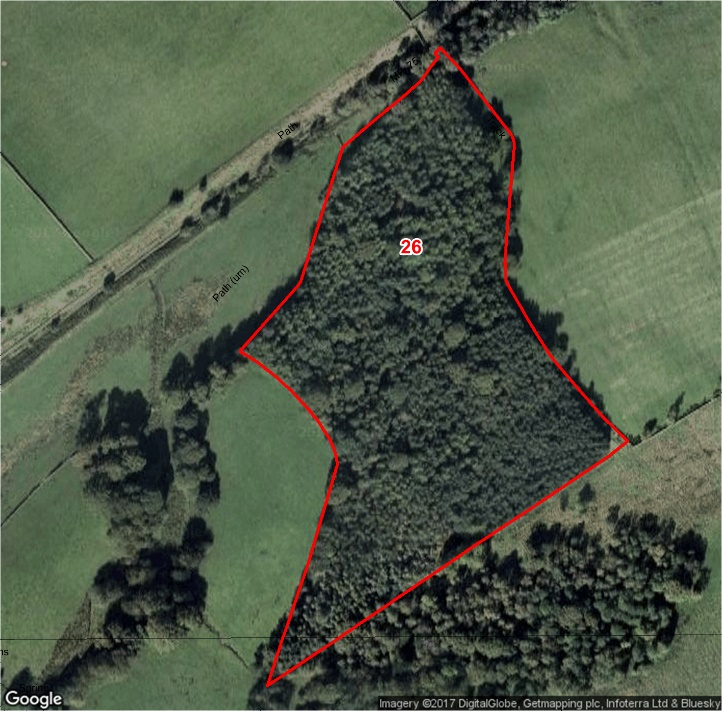 Path
26
Path (um)
Google
Imagery ©2017 DigitalGlobe, Getmapping plc, Infoterra Ltd & Bluesky